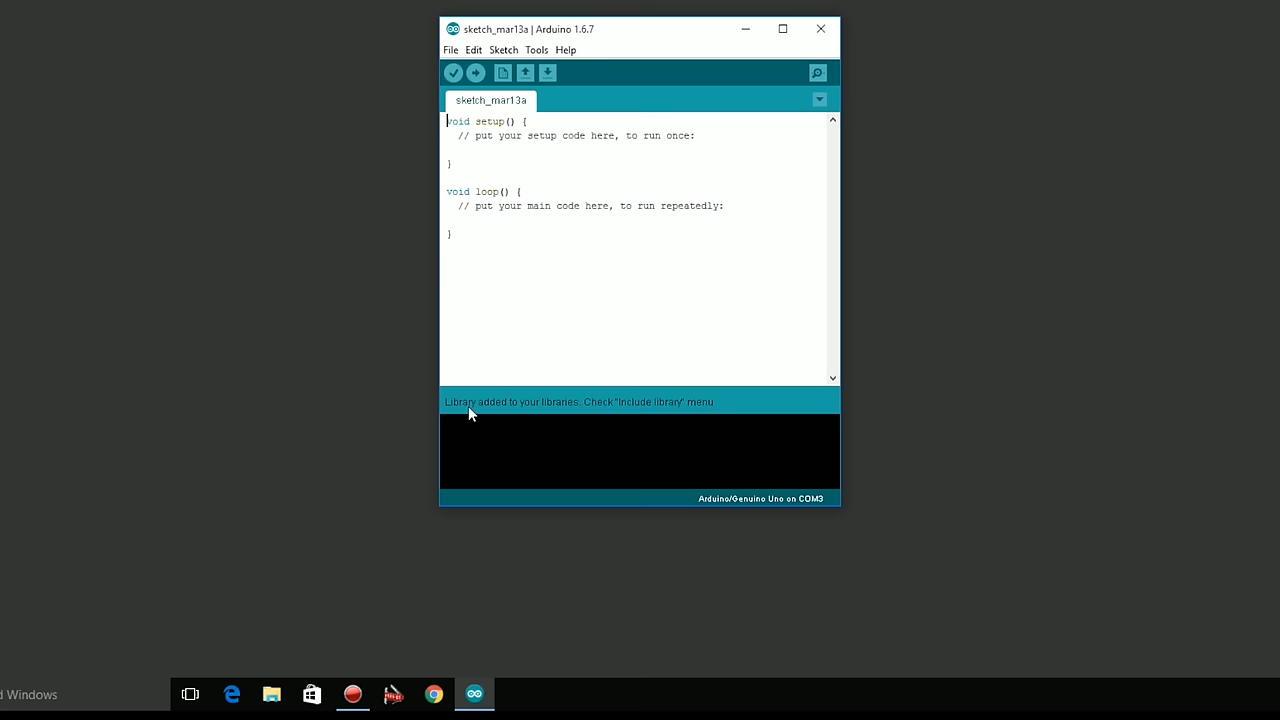 sketch_mar13a | Arduino 1.6.7
File Edit Sketch Tools Help
sketch_mar13a
void setup() {
  // put your setup code here, to run once:
}
void loop() {
  // put your main code here, to run repeatedly:
}
Library added to your libraries. Check "Include library" menu
Arduino/Genuino Uno on COM3
d Windows